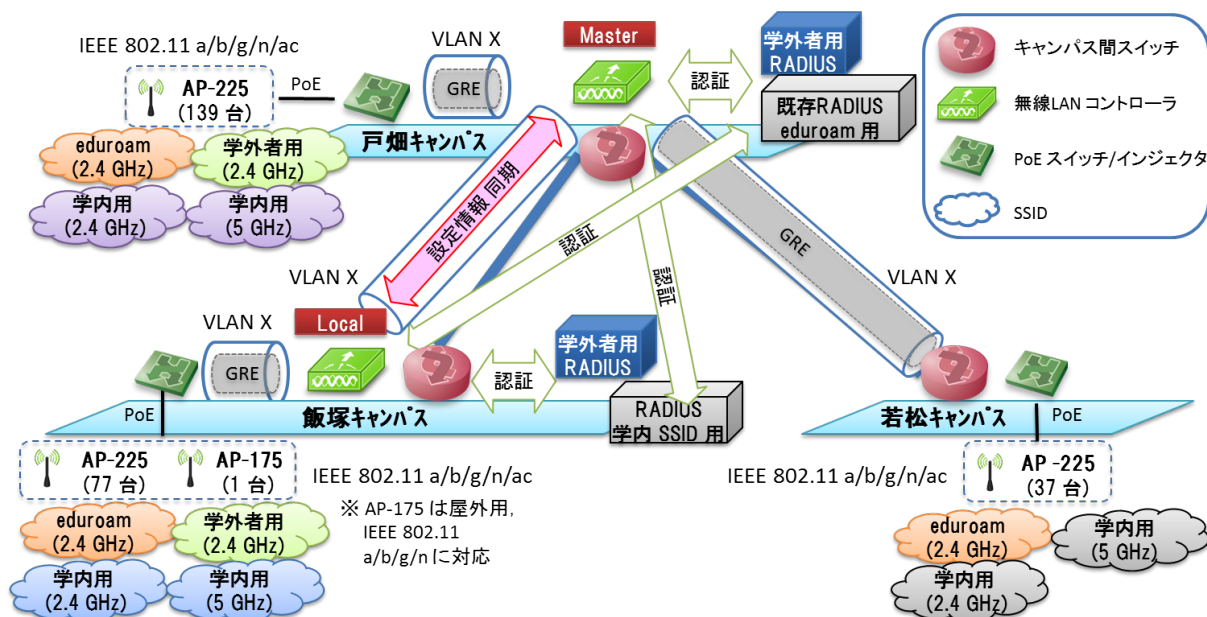 IEEE 802.11 a/b/g/n/ac
AP-225
(139 台)
PoE
VLAN X
GRE
Master
学外者用
RADIUS
認証
既存RADIUS
eduroam 用
戸畑キャンパス
eduroam
(2.4 GHz)
学外者用
(2.4 GHz)
学内用
(2.4 GHz)
学内用
(5 GHz)
キャンパス間スイッチ
無線LAN コントローラ
PoE スイッチ/インジェクタ
SSID
設定情報 同期
認証
認証
GRE
VLAN X
VLAN X
VLAN X
GRE
Local
学外者用
RADIUS
認証
RADIUS
学内 SSID 用
飯塚キャンパス
PoE
AP-225
(77 台)
AP-175
(1 台)
IEEE 802.11 a/b/g/n/ac
※ AP-175 は屋外用,
IEEE 802.11
a/b/g/n に対応
eduroam
(2.4 GHz)
学外者用
(2.4 GHz)
学内用
(2.4 GHz)
学内用
(5 GHz)
若松キャンパス
PoE
IEEE 802.11 a/b/g/n/ac
AP -225
(37 台)
eduroam
(2.4 GHz)
学内用
(5 GHz)
学内用
(2.4 GHz)